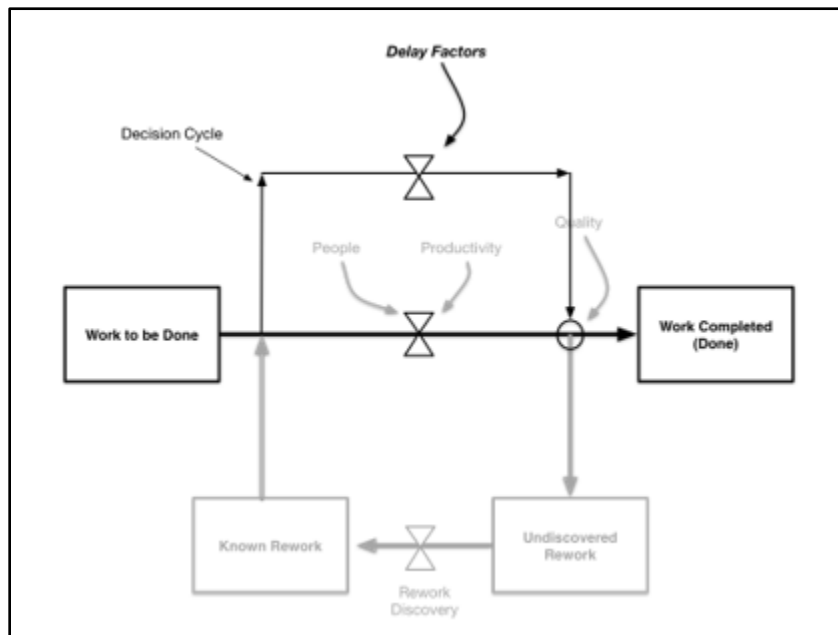 Delay Factors
Decision Cycle
Quality
People
Productivity
Work to be Done
Work Completed
(Done)
Known Rework
Undiscovered
Rework
Rework
Discovery